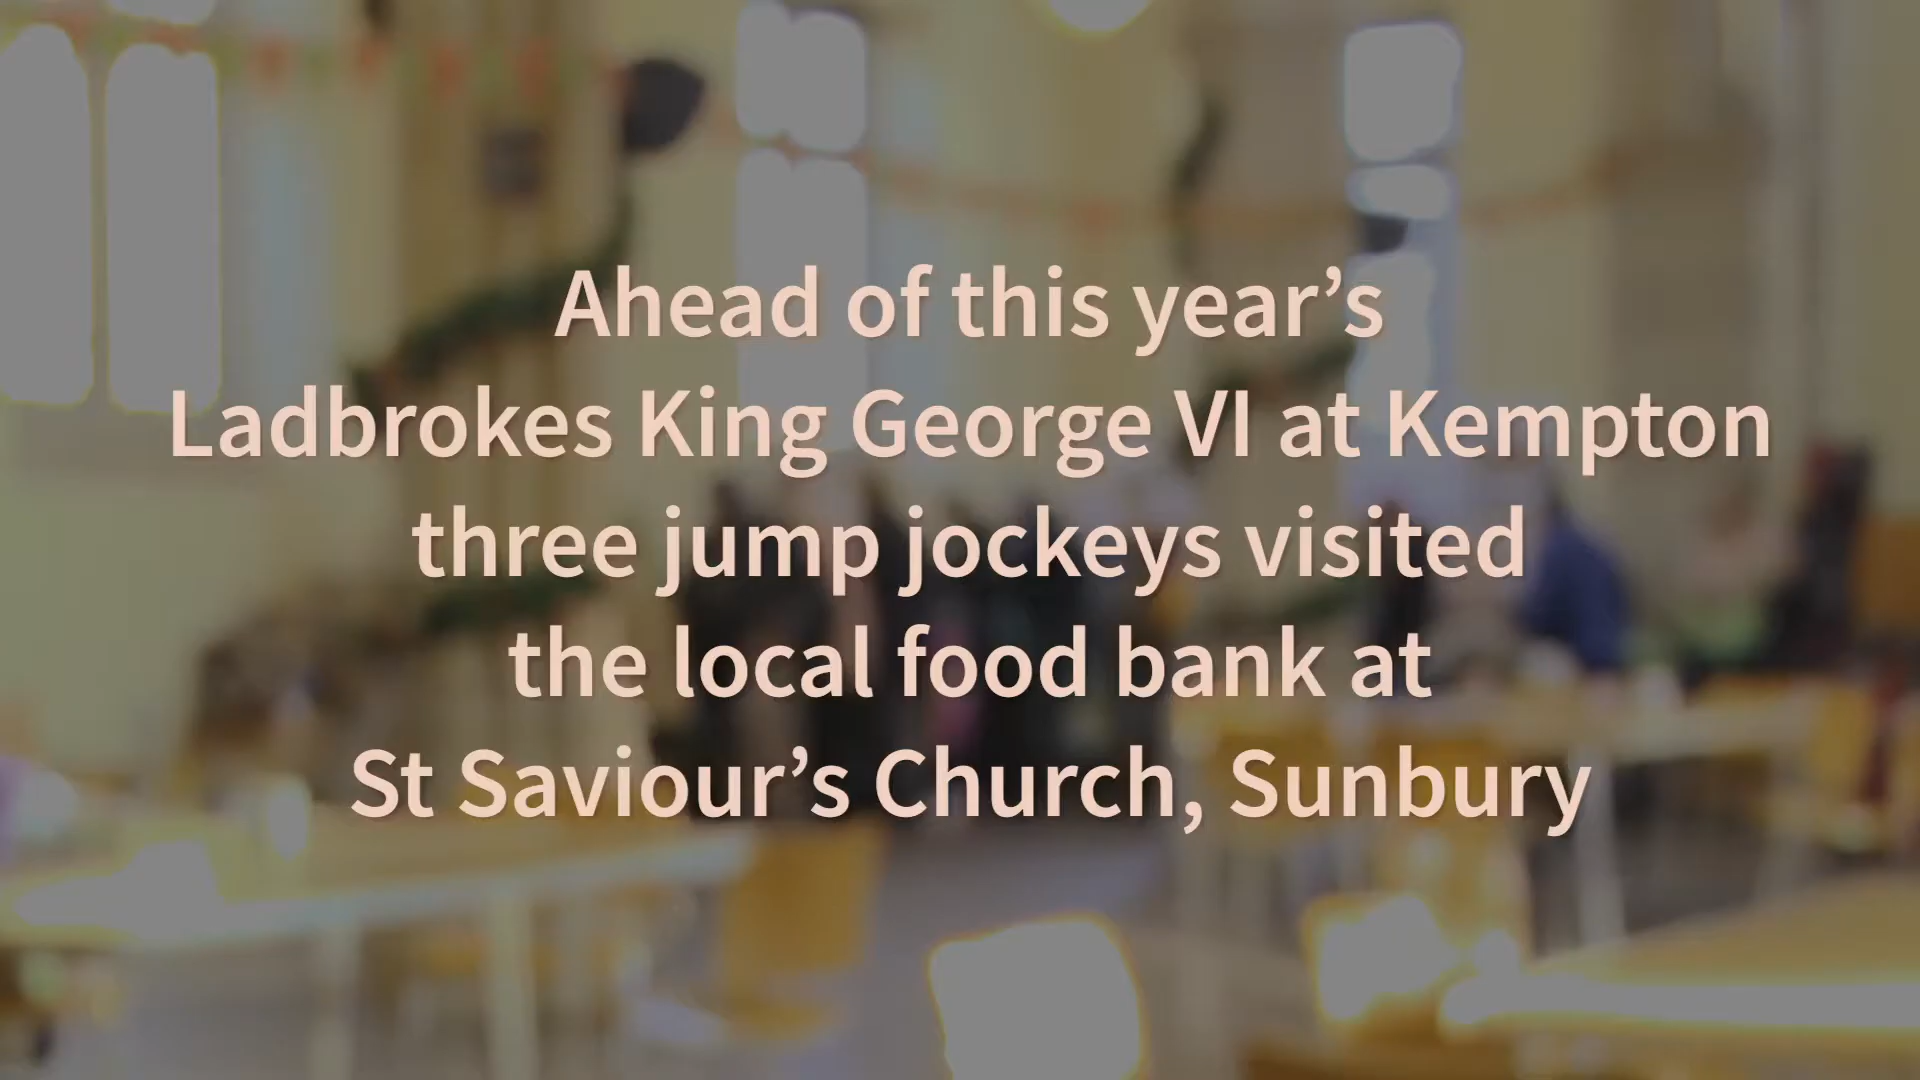 Ahead of this year’s
Ladbrokes King George VI at Kempton
three jump jockeys visited
the local food bank at
St Saviour’s Church, Sunbury